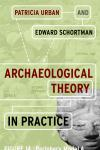 PATRICIA URBAN AND
EDWARD SCHORTMAN
ARCHAEOLOGICAL
THEORY
IN
PRACTICE